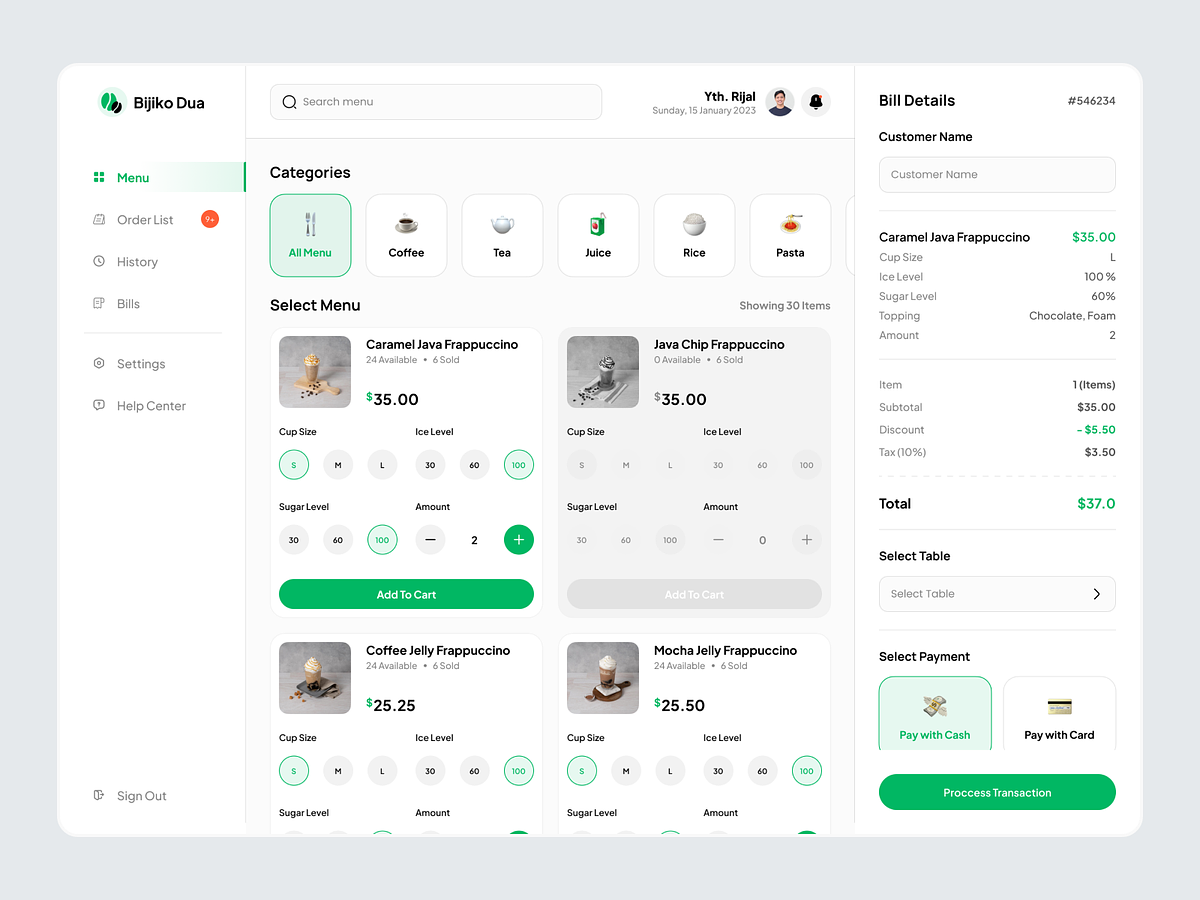 Bijiko Dua
Menu
Order List
9+
History
Bills
Settings
Help Center
Sign Out
Search menu
Yth. Rijal
Sunday, 15 January 2023
Categories
All Menu
Coffee
Tea
Juice
Rice
Pasta
Select Menu
Showing 30 Items
Caramel Java Frappuccino
24 Available • 6 Sold
$35.00
Cup Size
Ice Level
S M L 30 60 100
Sugar Level
Amount
30 60 100 — 2 +
Add To Cart
Java Chip Frappuccino
0 Available • 6 Sold
$35.00
Cup Size
Ice Level
S M L 30 60 100
Sugar Level
Amount
30 60 100 — 0 +
Add To Cart
Coffee Jelly Frappuccino
24 Available • 6 Sold
$25.25
Cup Size
Ice Level
S M L 30 60 100
Sugar Level
Amount
Mocha Jelly Frappuccino
24 Available • 6 Sold
$25.50
Cup Size
Ice Level
S M L 30 60 100
Sugar Level
Amount
Bill Details
#546234
Customer Name
Customer Name
Caramel Java Frappuccino $35.00
Cup Size L
Ice Level 100 %
Sugar Level 60%
Topping Chocolate, Foam
Amount 2
Item 1 (Items)
Subtotal $35.00
Discount - $5.50
Tax (10%) $3.50
Total $37.0
Select Table
Select Table
Select Payment
Pay with Cash
Pay with Card
Proccess Transaction